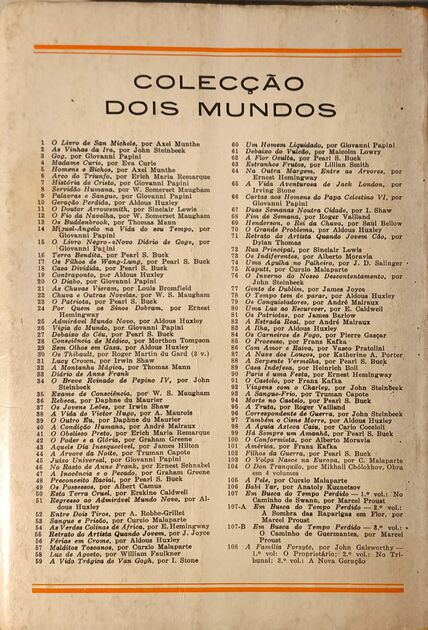 COLECÇÃO
DOIS MUNDOS
1 O Livro de San Michele, por Axel Munthe
2 As Vinhas da Ira, por John Steinbeck
3 Gog, por Giovanni Papini
4 Madame Curie, por Eva Curie
5 Homens e Bichos, por Axel Munthe
6 Arco do Triunfo, por Erich Maria Remarque
7 História de Cristo, por Giovanni Papini
8 Servidão Humana, por W. Somerset Maugham
9 Palavras e Sangue, por Giovanni Papini
10 Geração Perdida, por Aldous Huxley
11 O Doutor Arrowsmith, por Sinclair Lewis
12 O Fio da Navalha, por W. Somerset Maugham
13 Os Buddenbrook, por Thomas Mann
14 Miguel-Ângelo na Vida do seu Tempo, por
Giovanni Papini
15 O Livro Negro «Novo Diário de Gog», por
Giovanni Papini
16 Terra Bendita, por Pearl S. Buck
17 Os Filhos de Wang-Lung, por Pearl S. Buck
18 Casa Dividida, por Pearl S. Buck
19 Contraponto, por Aldous Huxley
20 O Diabo, por Giovanni Papini
21 As Chuvas Vieram, por Louis Bromfield
22 Chuva e Outras Novelas, por W. S. Maugham
23 O Patriota, por Pearl S. Buck
24 Por Quem os Sinos Dobram, por Ernest
Hemingway
25 Admirável Mundo Novo, por Aldous Huxley
26 Vigia do Mundo, por Giovanni Papini
27 Debaixo do Céu, por Pearl S. Buck
28 Consciência de Médico, por Morthon Tompson
29 Sem Olhos em Gaza, por Aldous Huxley
30 Os Thibault, por Roger Martin du Gard (3 v.)
31 Lucy Crown, por Irwin Shaw
32 A Montanha Mágica, por Thomas Mann
33 Diário de Anne Frank
34 O Breve Reinado de Pepino IV, por John
Steinbeck
35 Exame de Consciência, por W. S. Maugham
36 Rebeca, por Daphne du Maurier
37 Os Jovens Leões, por Irwin Shaw
38 A Vida de Victor Hugo, por A. Maurois
39 O Outro Eu, por Daphne du Maurier
40 A Condição Humana, por André Malraux
41 O Obelisco Preto, por Erich Maria Remarque
42 O Poder e a Glória, por Graham Greene
43 Aquele Dia Inesquecível, por Thomas Mann
44 A Árvore da Noite, por Truman Capote
45 Juízo Universal, por Giovanni Papini
46 No Rasto de Anne Frank, por Ernest Schnabel
47 A Inocência e o Pecado, por Graham Greene
48 Preconceito Racial, por Pearl S. Buck
49 Os Possessos, por Albert Camus
50 Esta Terra Cruel, por Erskine Caldwell
51 Regresso ao Admirável Mundo Novo, por Al-
dous Huxley
52 Entre Dois Tiros, por A. Robbe-Grillet
53 Sangue e Prisão, por Curzio Malaparte
54 As Verdes Colinas de África, por E. Hemingway
55 Retrato do Artista Quando Jovem, por J. Joyce
56 Férias em Crome, por Aldous Huxley
57 Malditos Toscanos, por Curzio Malaparte
58 Luz de Agosto, por William Faulkner
59 A Vida Trágica de Van Gogh, por I. Stone
60 Um Homem Liquidado, por Giovanni Papini
61 Debaixo do Vulcão, por Malcolm Lowry
62 A Flor Oculta, por Pearl S. Buck
63 Estranhos Frutos, por Lillian Smith
64 Na Outra Margem, Entre as Árvores, por
Ernest Hemingway
65 A Vida Aventurosa de Jack London, por
Irving Stone
66 Cartas aos Homens do Papa Celestino VI, por
Giovanni Papini
67 Duas Semanas Noutra Cidade, por I. Shaw
68 Fim de Semana, por Roger Vailland
69 Henderson, o Rei da Chuva, por Saul Bellow
70 O Grande Problema, por Aldous Huxley
71 Retrato do Artista Quando Jovem Cão, por
Dylan Thomas
72 Rua Principal, por Sinclair Lewis
73 Os Indiferentes, por Alberto Moravia
74 Uma Agulha no Palheiro, por J. D. Salinger
75 Kaputt, por Curzio Malaparte
76 O Inverno do Nosso Descontentamento, por
John Steinbeck
77 Gente de Dublin, por James Joyce
78 O Tempo tem de parar, por Aldous Huxley
79 Os Conquistadores, por André Malraux
80 Uma Luz ao Escurecer, por E. Caldwell
81 Os Patriotas, por James Barlow
82 A Estrada Real, por André Malraux
83 A Ilha, por Aldous Huxley
84 Os Carneiros de Fogo, por Pierre Gascar
85 O Processo, por Franz Kafka
86 Com Amor e Raiva, por Vasco Pratolini
87 A Nave dos Loucos, por Katherine A. Porter
88 A Serpente Vermelha, por Pearl S. Buck
89 Casa Indefesa, por Heinrich Boll
90 Paris é uma Festa, por Ernest Hemingway
91 O Castelo, por Franz Kafka
92 Viagens com o Charley, por John Steinbeck
93 A Sangue-Frio, por Truman Capote
94 Morte no Castelo, por Pearl S. Buck
95 A Truta, por Roger Vailland
96 Correspondente de Guerra, por John Steinbeck
97 Também o Cisne Morre, por Aldous Huxley
98 A Águia Azteca Caiu, por Carlo Coccioli
99 Há Sempre um Amanhã, por Pearl S. Buck
100 O Conformista, por Alberto Moravia
101 América, por Franz Kafka
102 Filhos da Guerra, por Pearl S. Buck
103 O Volga Nasce na Europa, por C. Malaparte
104 O Don Tranquilo, por Mikhail Chólokhov. Obra
em 4 volumes
105 A Pele, por Curzio Malaparte
106 Babi Yar, por Anatoly Kuznetsov
107 Em Busca do Tempo Perdido — 1.º vol.: No
Caminho de Swann, por Marcel Proust
107-A Em Busca do Tempo Perdido — 2.º vol.:
À Sombra das Raparigas em Flor, por
Marcel Proust
107-B Em Busca do Tempo Perdido — 3.º vol.:
O Caminho de Guermantes, por Marcel
Proust
108 A Família Forsyte, por John Galsworthy —
1.º vol: O Proprietário; 2.º vol.: No Tri-
bunal; 3.º vol.: A Nova Geração